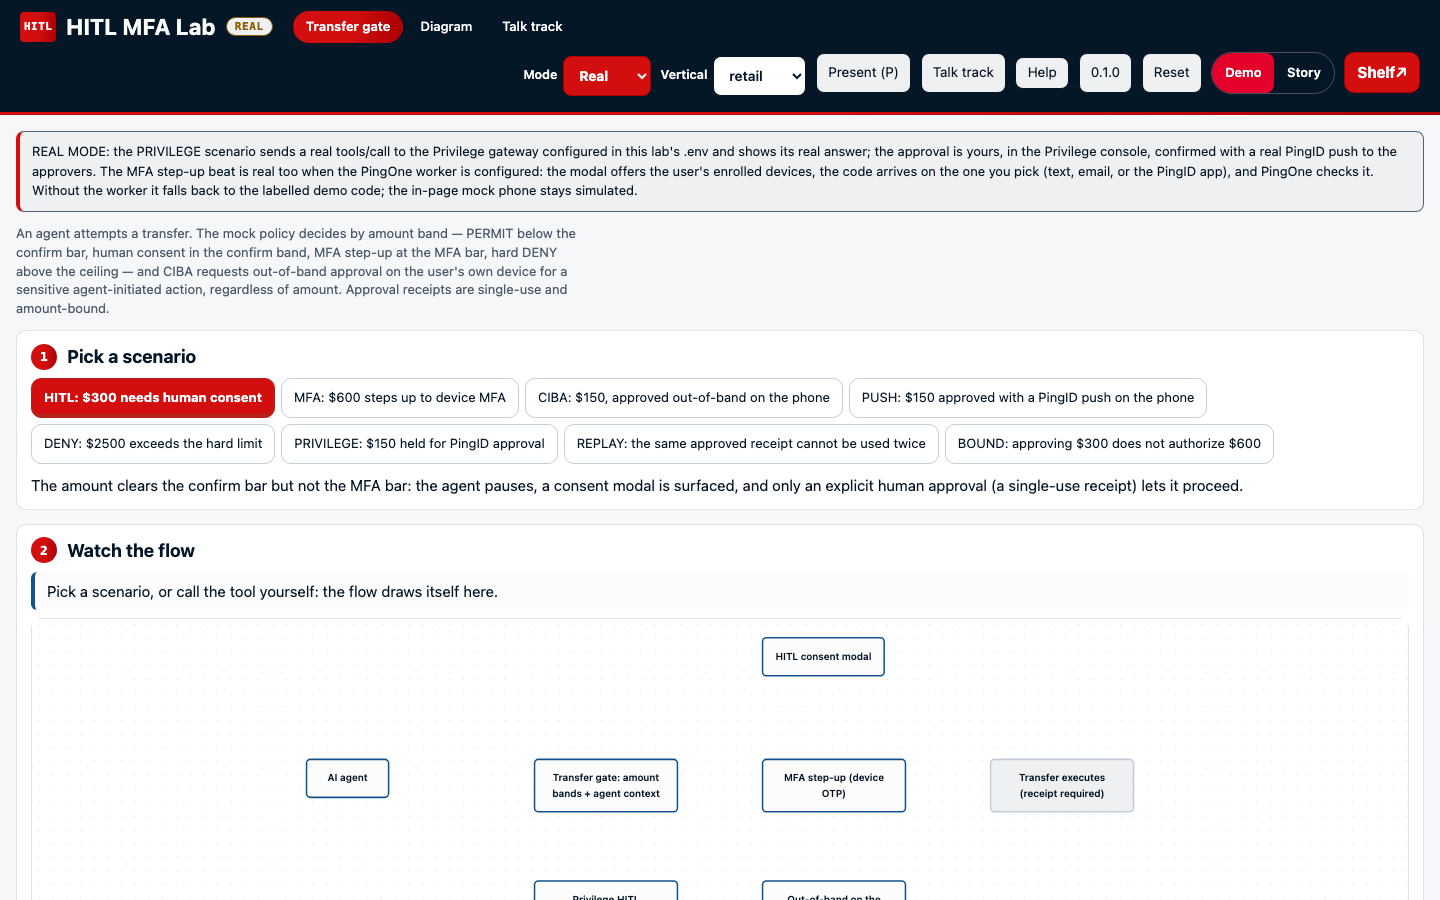 HITL HITL MFA Lab REAL Transfer gate Diagram Talk track
Mode Real Vertical retail Present (P) Talk track Help 0.1.0 Reset Demo Story Shelf↗
REAL MODE: the PRIVILEGE scenario sends a real tools/call to the Privilege gateway configured in this lab's .env and shows its real answer; the approval is yours, in the Privilege console, confirmed with a real PingID push to the
approvers. The MFA step-up beat is real too when the PingOne worker is configured: the modal offers the user's enrolled devices, the code arrives on the one you pick (text, email, or the PingID app), and PingOne checks it.
Without the worker it falls back to the labelled demo code; the in-page mock phone stays simulated.
An agent attempts a transfer. The mock policy decides by amount band — PERMIT below the
confirm bar, human consent in the confirm band, MFA step-up at the MFA bar, hard DENY
above the ceiling — and CIBA requests out-of-band approval on the user's own device for a
sensitive agent-initiated action, regardless of amount. Approval receipts are single-use and
amount-bound.
1 Pick a scenario
HITL: $300 needs human consent MFA: $600 steps up to device MFA CIBA: $150, approved out-of-band on the phone PUSH: $150 approved with a PingID push on the phone
DENY: $2500 exceeds the hard limit PRIVILEGE: $150 held for PingID approval REPLAY: the same approved receipt cannot be used twice BOUND: approving $300 does not authorize $600
The amount clears the confirm bar but not the MFA bar: the agent pauses, a consent modal is surfaced, and only an explicit human approval (a single-use receipt) lets it proceed.
2 Watch the flow
Pick a scenario, or call the tool yourself: the flow draws itself here.
HITL consent modal
AI agent
Transfer gate: amount
bands + agent context
MFA step-up (device
OTP)
Transfer executes
(receipt required)
Privilege HITL
Out-of-band on the